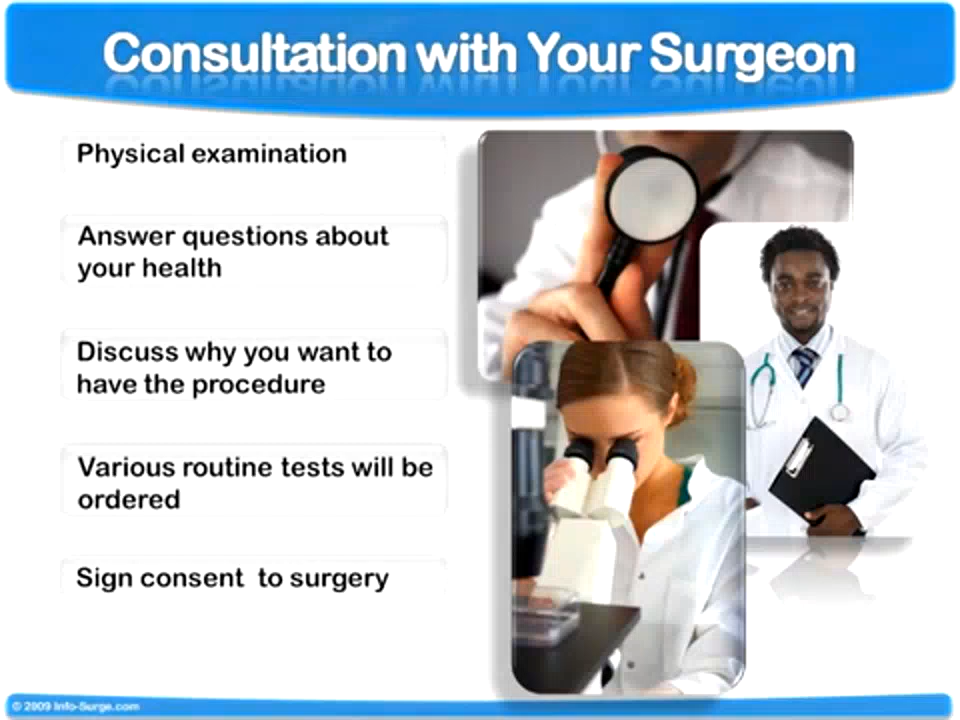 Consultation with Your Surgeon
Physical examination
Answer questions about
your health
Discuss why you want to
have the procedure
Various routine tests will be
ordered
Sign consent to surgery
© 2009 Info-Surge.com